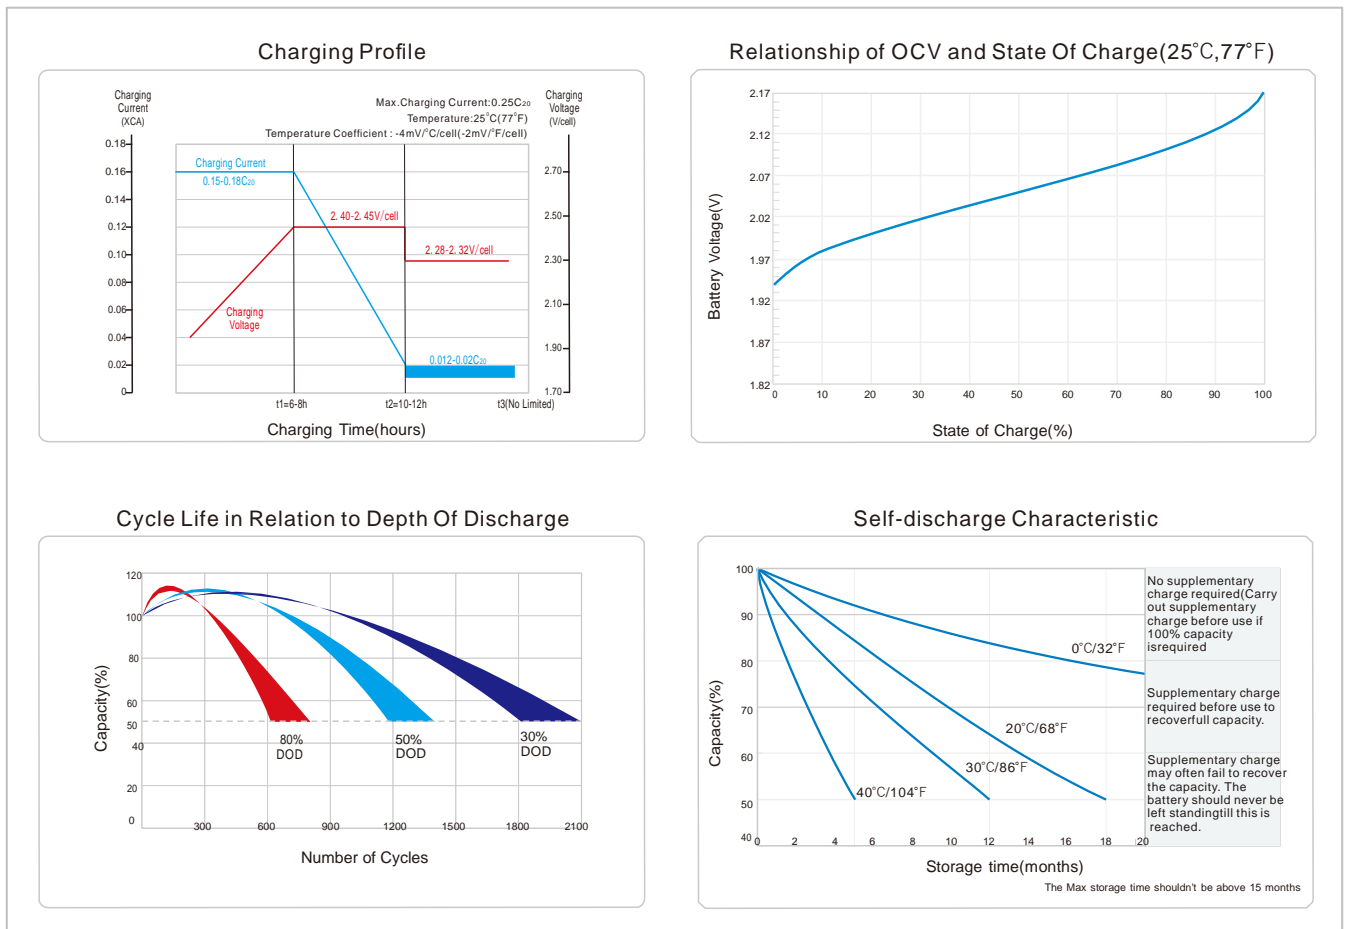 Charging Profile
Charging
Current
(XCA)
Max.Charging Current:0.25C20
Temperature:25°C(77°F)
Temperature Coefficient : -4mV/°C/cell(-2mV/°F/cell)
Charging
Voltage
(V/cell)
0.18
0.16
0.14
0.12
0.10
0.08
0.06
0.04
0.02
0
Charging Current
0.15-0.18C20
2. 40-2. 45V/cell
2. 28-2. 32V/cell
Charging
Voltage
0.012-0.02C20
2.70
2.50
2.30
2.10
1.90
1.70
t1=6-8h
t2=10-12h
t3(No Limited)
Charging Time(hours)
Relationship of OCV and State Of Charge(25°C,77°F)
Battery Voltage(V)
2.17
2.12
2.07
2.02
1.97
1.92
1.87
1.82
0 10 20 30 40 50 60 70 80 90 100
State of Charge(%)
Cycle Life in Relation to Depth Of Discharge
Capacity(%)
120
100
80
60
50
40
20
0
80%
DOD
50%
DOD
30%
DOD
300 600 900 1200 1500 1800 2100
Number of Cycles
Self-discharge Characteristic
Capacity(%)
100
90
80
70
60
50
40
0°C/32°F
20°C/68°F
30°C/86°F
40°C/104°F
No supplementary
charge required(Carry
out supplementary
charge before use if
100% capacity
isrequired
Supplementary charge
required before use to
recoverfull capacity.
Supplementary charge
may often fail to recover
the capacity. The
battery should never be
left standingtill this is
reached.
0 2 4 6 8 10 12 14 16 18 20
Storage time(months)
The Max storage time shouldn't be above 15 months